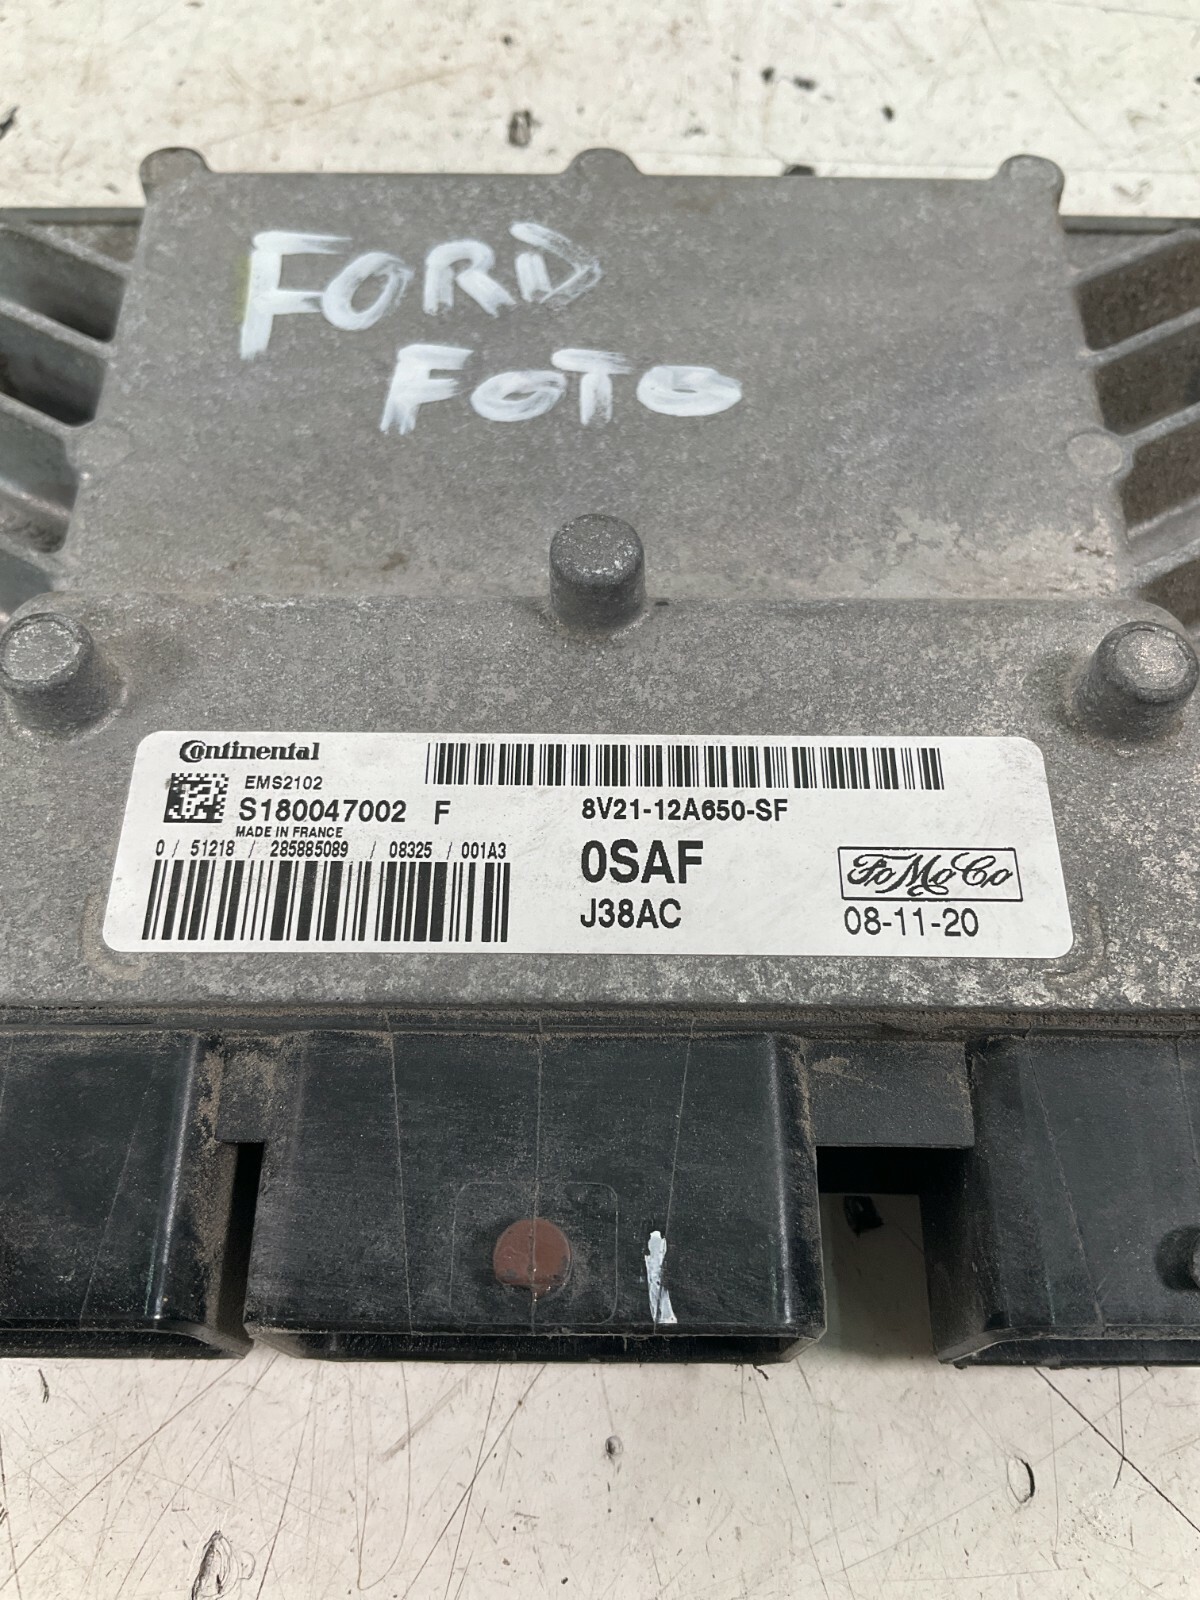 FORD
FOTO
Continental
EMS2102
S180047002 F
MADE IN FRANCE
0 / 51218 / 285885089 / 08325 / 001A3
8V21-12A650-SF
0SAF
J38AC
FoMoCo
08-11-20